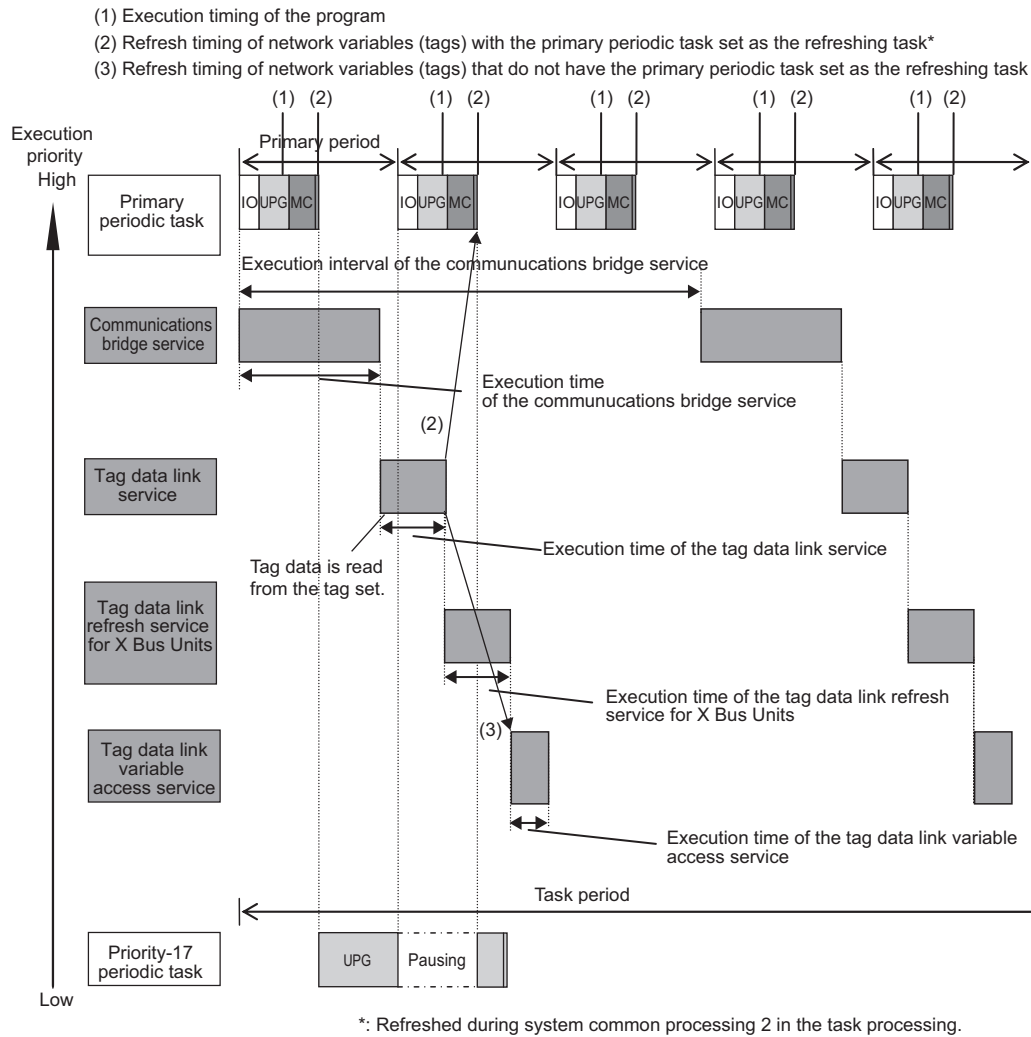 (1) Execution timing of the program
(2) Refresh timing of network variables (tags) with the primary periodic task set as the refreshing task*
(3) Refresh timing of network variables (tags) that do not have the primary periodic task set as the refreshing task
(1) (2) (1) (2) (1) (2) (1) (2) (1) (2)
Execution
priority
High
Primary period
Primary
periodic task
IO UPG MC IO UPG MC IO UPG MC IO UPG MC IO UPG MC
Execution interval of the communucations bridge service
Communications
bridge service
Execution time
of the communucations bridge service
(2)
Tag data link
service
Execution time of the tag data link service
Tag data is read
from the tag set.
Tag data link
refresh service
for X Bus Units
Execution time of the tag data link refresh
service for X Bus Units
(3)
Tag data link
variable
access service
Execution time of the tag data link variable
access service
Task period
Priority-17
periodic task
UPG Pausing
Low
*: Refreshed during system common processing 2 in the task processing.